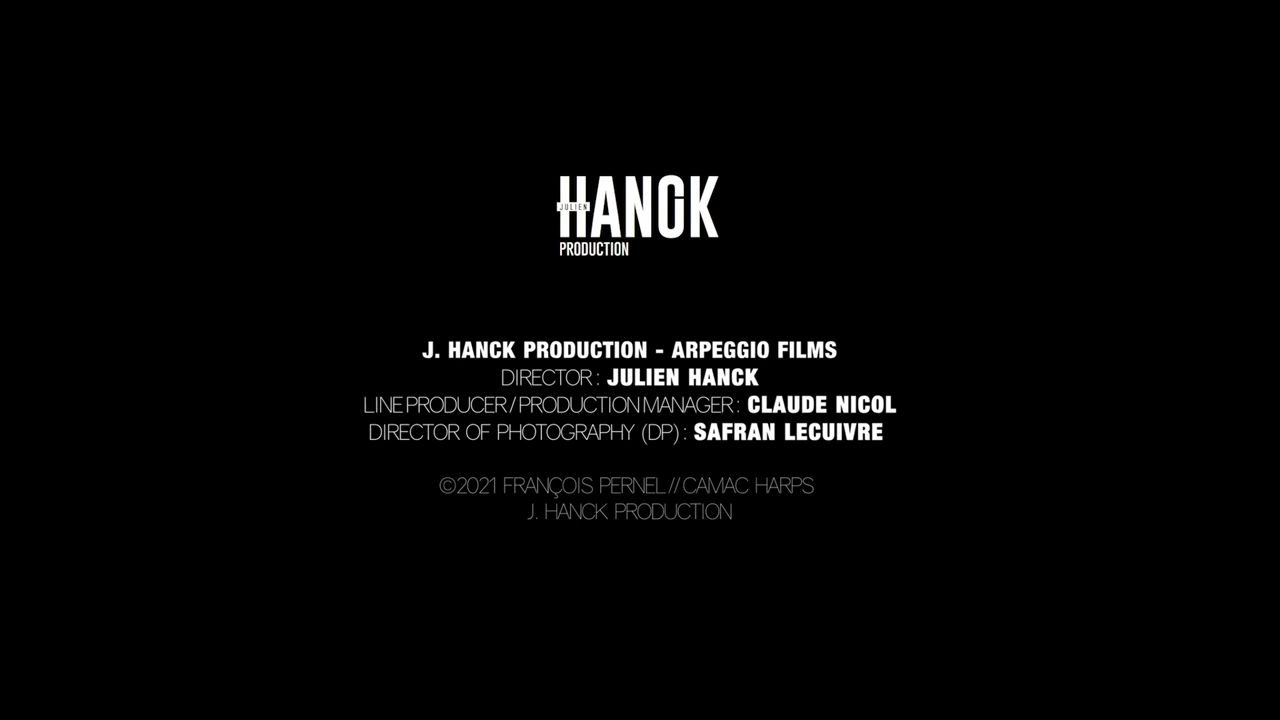 HANCK
JULIEN
PRODUCTION
J. HANCK PRODUCTION - ARPEGGIO FILMS
DIRECTOR : JULIEN HANCK
LINE PRODUCER / PRODUCTION MANAGER : CLAUDE NICOL
DIRECTOR OF PHOTOGRAPHY (DP) : SAFRAN LECUIVRE
©2021 FRANÇOIS PERNEL // CAMAC HARPS
J. HANCK PRODUCTION